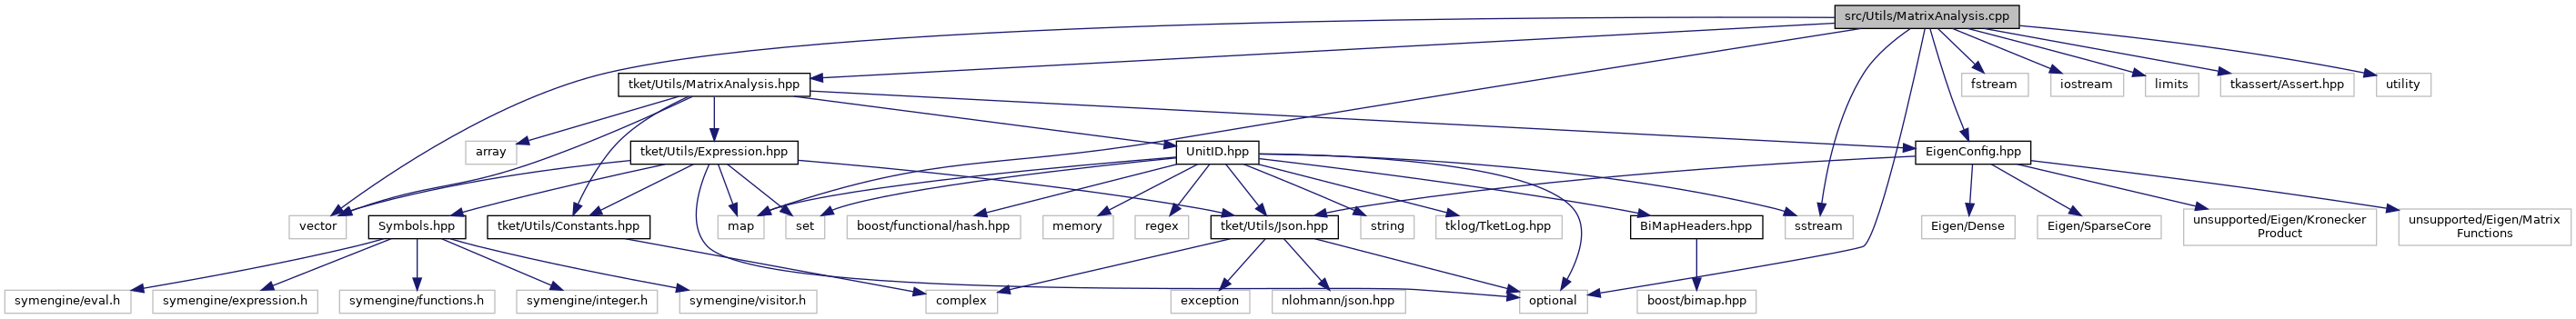 src/Utils/MatrixAnalysis.cpp
tket/Utils/MatrixAnalysis.hpp
fstream
iostream
limits
tkassert/Assert.hpp
utility
array
tket/Utils/Expression.hpp
UnitID.hpp
EigenConfig.hpp
vector
Symbols.hpp
tket/Utils/Constants.hpp
map
set
boost/functional/hash.hpp
memory
regex
tket/Utils/Json.hpp
string
tklog/TketLog.hpp
BiMapHeaders.hpp
sstream
Eigen/Dense
Eigen/SparseCore
unsupported/Eigen/Kronecker
Product
unsupported/Eigen/Matrix
Functions
symengine/eval.h
symengine/expression.h
symengine/functions.h
symengine/integer.h
symengine/visitor.h
complex
exception
nlohmann/json.hpp
optional
boost/bimap.hpp